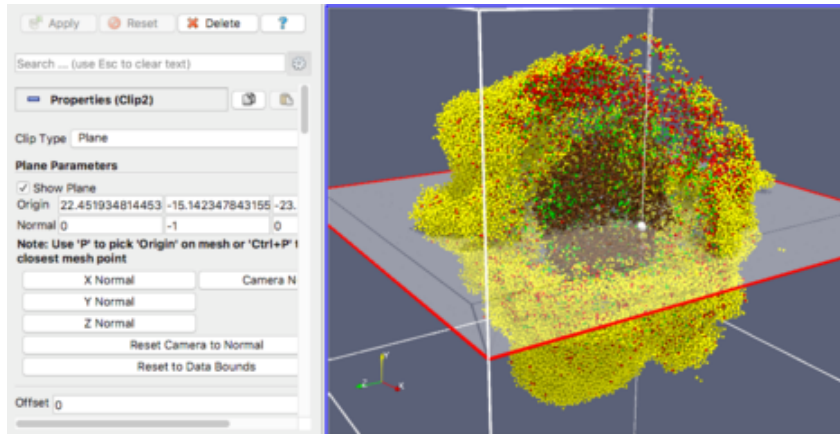 Apply Reset Delete ?
Search ... (use Esc to clear text)
Properties (Clip2)
Clip Type Plane
Plane Parameters
Show Plane
Origin 22.451934814453 -15.142347843155 -23.
Normal 0 -1 0
Note: Use 'P' to pick 'Origin' on mesh or 'Ctrl+P'
closest mesh point
X Normal Camera N
Y Normal
Z Normal
Reset Camera to Normal
Reset to Data Bounds
Offset 0
Y
Z X